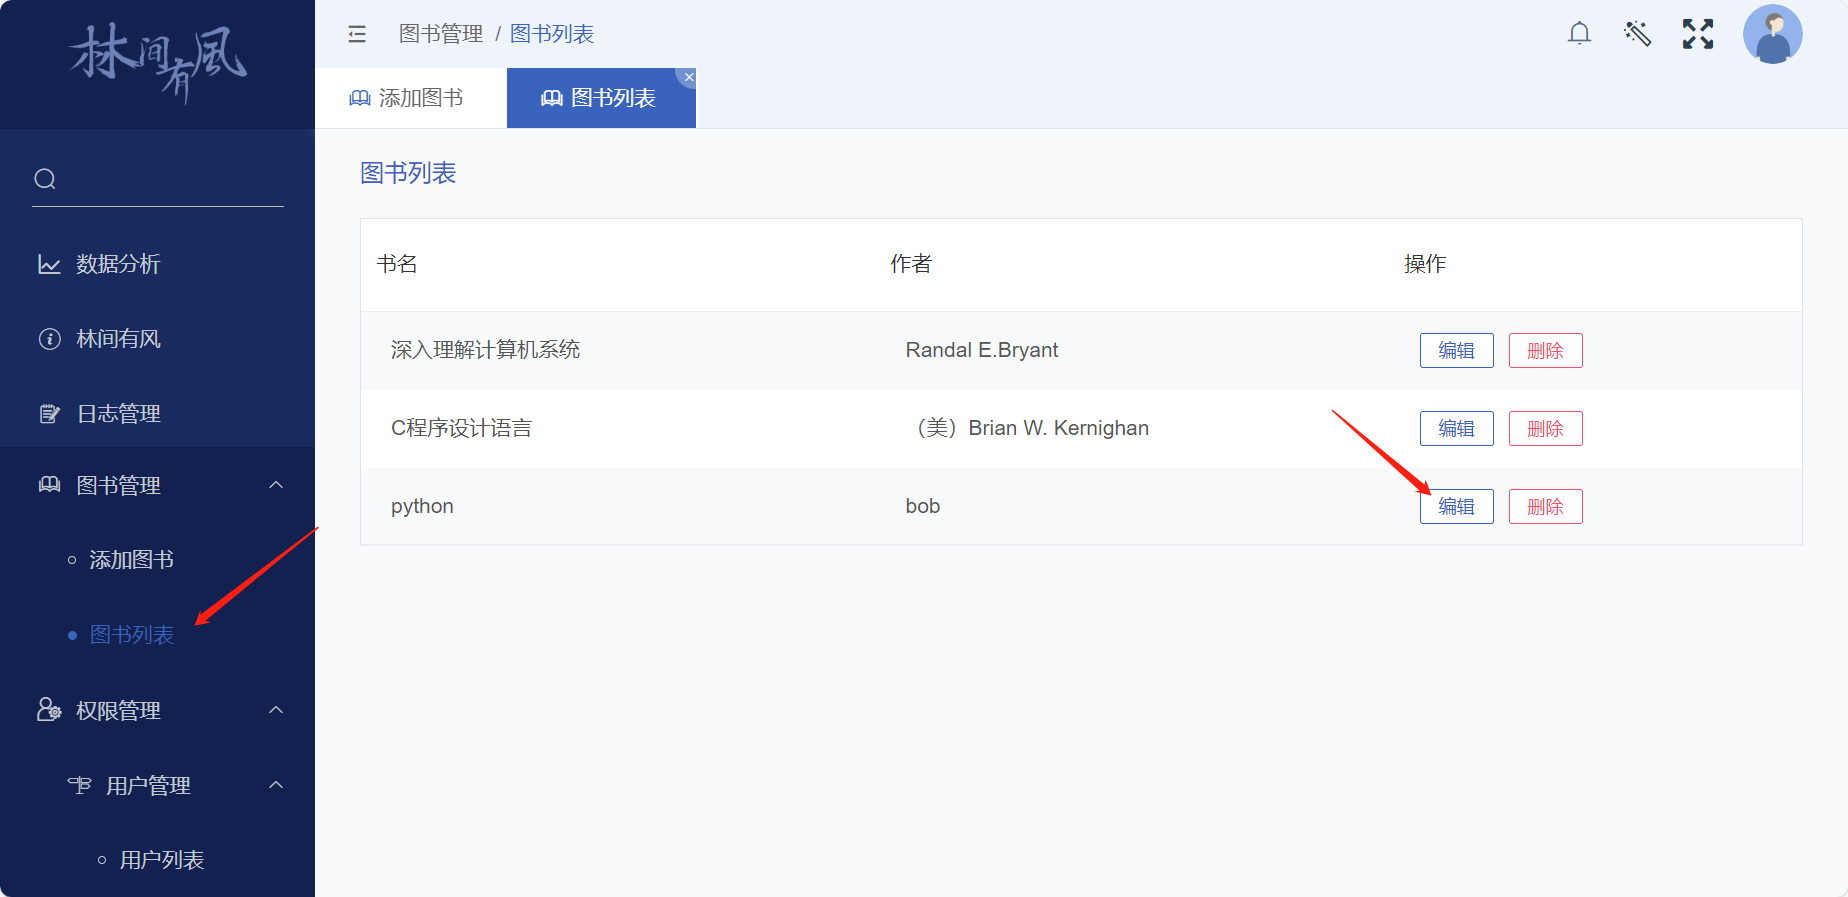 林间有風
图书管理 / 图书列表
添加图书
图书列表
数据分析
林间有风
日志管理
图书管理
添加图书
图书列表
权限管理
用户管理
用户列表
图书列表
书名 作者 操作
深入理解计算机系统 Randal E.Bryant 编辑 删除
C程序设计语言 （美）Brian W. Kernighan 编辑 删除
python bob 编辑 删除